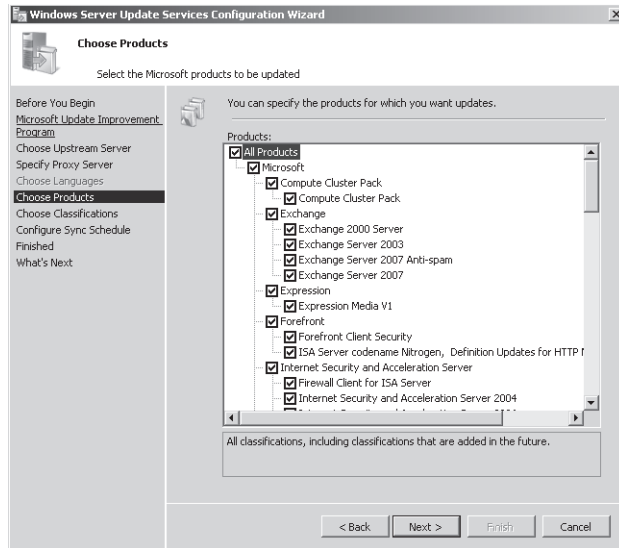 Windows Server Update Services Configuration Wizard
Choose Products
Select the Microsoft products to be updated
Before You Begin
Microsoft Update Improvement
Program
Choose Upstream Server
Specify Proxy Server
Choose Languages
Choose Products
Choose Classifications
Configure Sync Schedule
Finished
What's Next
You can specify the products for which you want updates.
Products:
All Products
Microsoft
Compute Cluster Pack
Compute Cluster Pack
Exchange
Exchange 2000 Server
Exchange Server 2003
Exchange Server 2007 Anti-spam
Exchange Server 2007
Expression
Expression Media V1
Forefront
Forefront Client Security
ISA Server codename Nitrogen, Definition Updates for HTTP
Internet Security and Acceleration Server
Firewall Client for ISA Server
Internet Security and Acceleration Server 2004
All classifications, including classifications that are added in the future.
< Back
Next >
Finish
Cancel